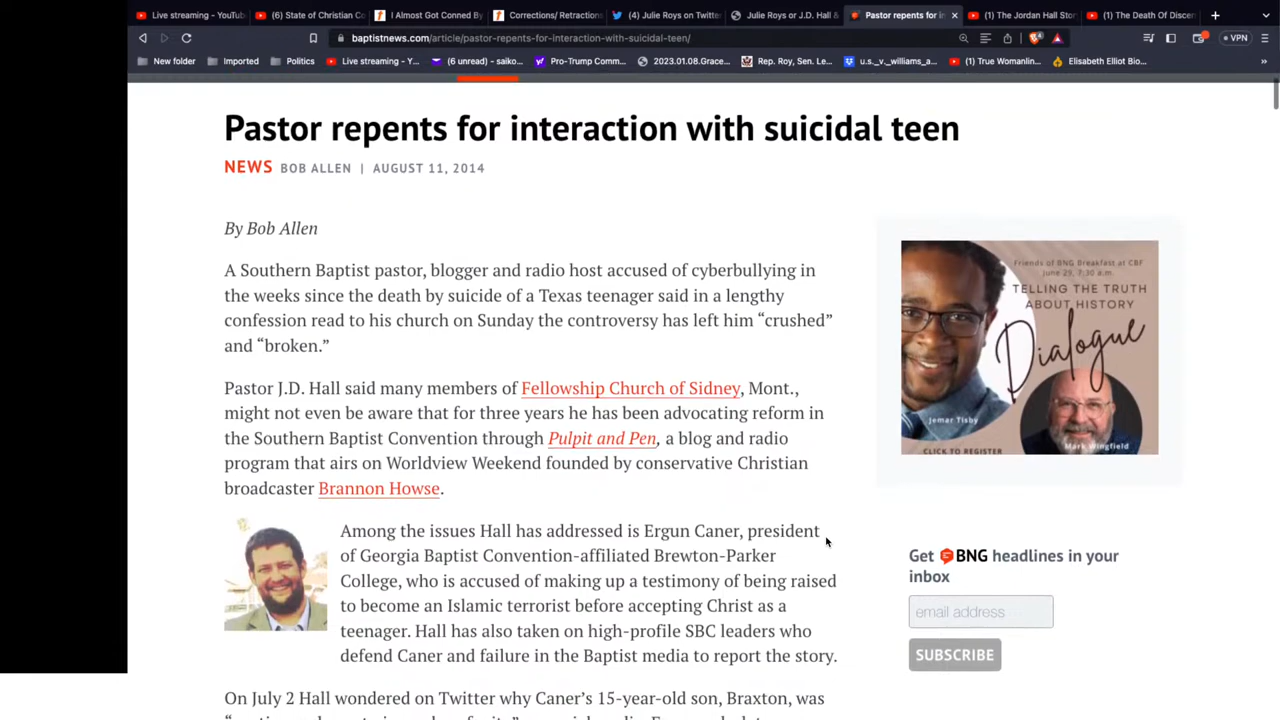 Live streaming - YouTub
(6) State of Christian Co
I Almost Got Conned By
Corrections/ Retractions
(4) Julie Roys on Twitte
Julie Roys or J.D. Hall &
Pastor repents for in
(1) The Jordan Hall Stor
(1) The Death Of Discer
baptistnews.com/article/pastor-repents-for-interaction-with-suicidal-teen/
VPN
New folder
Imported
Politics
Live streaming - Y...
(6 unread) - saiko...
Pro-Trump Comm...
2023.01.08.Grace...
Rep. Roy, Sen. Le...
u.s._v._williams_a...
(1) True Womanlin...
Elisabeth Elliot Bio...
Pastor repents for interaction with suicidal teen
NEWS BOB ALLEN | AUGUST 11, 2014
By Bob Allen
A Southern Baptist pastor, blogger and radio host accused of cyberbullying in
the weeks since the death by suicide of a Texas teenager said in a lengthy
confession read to his church on Sunday the controversy has left him “crushed”
and “broken.”
Pastor J.D. Hall said many members of Fellowship Church of Sidney, Mont.,
might not even be aware that for three years he has been advocating reform in
the Southern Baptist Convention through Pulpit and Pen, a blog and radio
program that airs on Worldview Weekend founded by conservative Christian
broadcaster Brannon Howse.
Among the issues Hall has addressed is Ergun Caner, president
of Georgia Baptist Convention-affiliated Brewton-Parker
College, who is accused of making up a testimony of being raised
to become an Islamic terrorist before accepting Christ as a
teenager. Hall has also taken on high-profile SBC leaders who
defend Caner and failure in the Baptist media to report the story.
On July 2 Hall wondered on Twitter why Caner’s 15-year-old son, Braxton, was
Friends of BNG Breakfast at CBF
June 29, 7:30 a.m.
TELLING THE TRUTH
ABOUT HISTORY
Dialogue
Jemar Tisby
Mark Wingfield
CLICK TO REGISTER
Get BNG headlines in your
inbox
email address
SUBSCRIBE